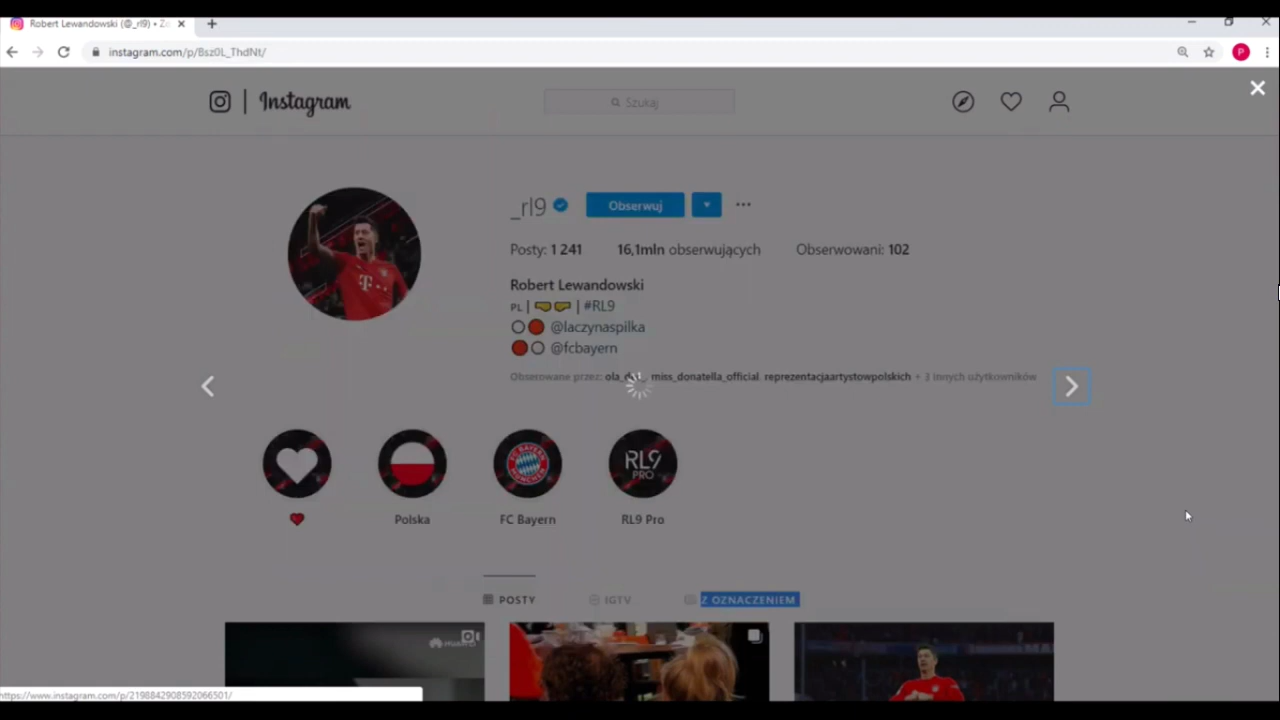 Robert Lewandowski (@_rl9) •
instagram.com/p/Bsz0L_ThdNt/
P
Instagram
Szukaj
_rl9
Obserwuj
Posty: 1 241
16,1mln obserwujących
Obserwowani: 102
Robert Lewandowski
PL | | #RL9
@laczynaspilka
@fcbayern
Obserwowane przez: miss_donatella_official, reprezentacjaartystowpolskich + 3 innych użytkowników
RL9
PRO
Polska
FC Bayern
RL9 Pro
POSTY
IGTV
Z OZNACZENIEM
https://www.instagram.com/p/2198842908592066501/